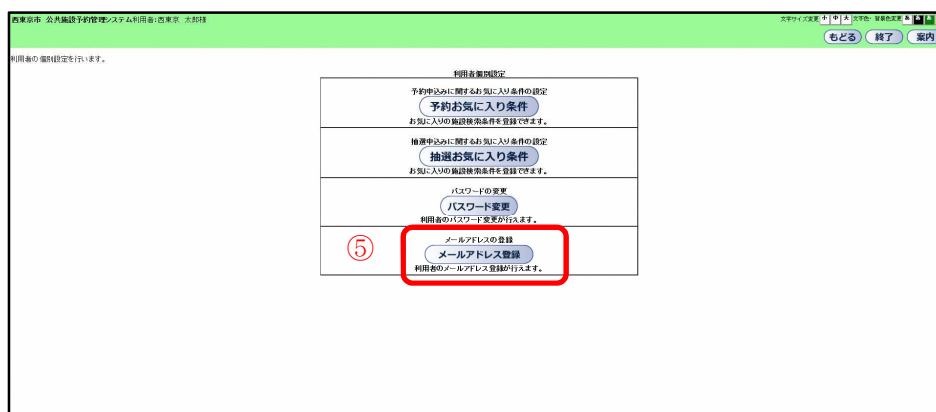 西東京市 公共施設予約管理システム利用者:西東京 太郎様
文字サイズ変更 小 中 大 文字色・背景色変更 あ あ あ
もどる 終了 案内
利用者の個別設定を行います。
利用者個別設定
予約申込みに関するお気に入り条件の設定
予約お気に入り条件
お気に入りの施設検索条件を登録できます。
抽選申込みに関するお気に入り条件の設定
抽選お気に入り条件
お気に入りの施設検索条件を登録できます。
パスワードの変更
パスワード変更
利用者のパスワード変更が行えます。
メールアドレスの登録
⑤ メールアドレス登録
利用者のメールアドレス登録が行えます。